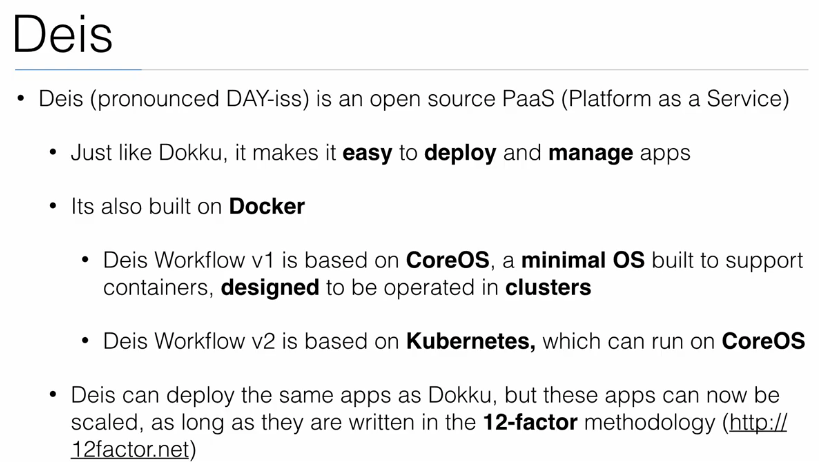 Deis
• Deis (pronounced DAY-iss) is an open source PaaS (Platform as a Service)
• Just like Dokku, it makes it easy to deploy and manage apps
• Its also built on Docker
• Deis Workflow v1 is based on CoreOS, a minimal OS built to support
containers, designed to be operated in clusters
• Deis Workflow v2 is based on Kubernetes, which can run on CoreOS
• Deis can deploy the same apps as Dokku, but these apps can now be
scaled, as long as they are written in the 12-factor methodology (http://
12factor.net)